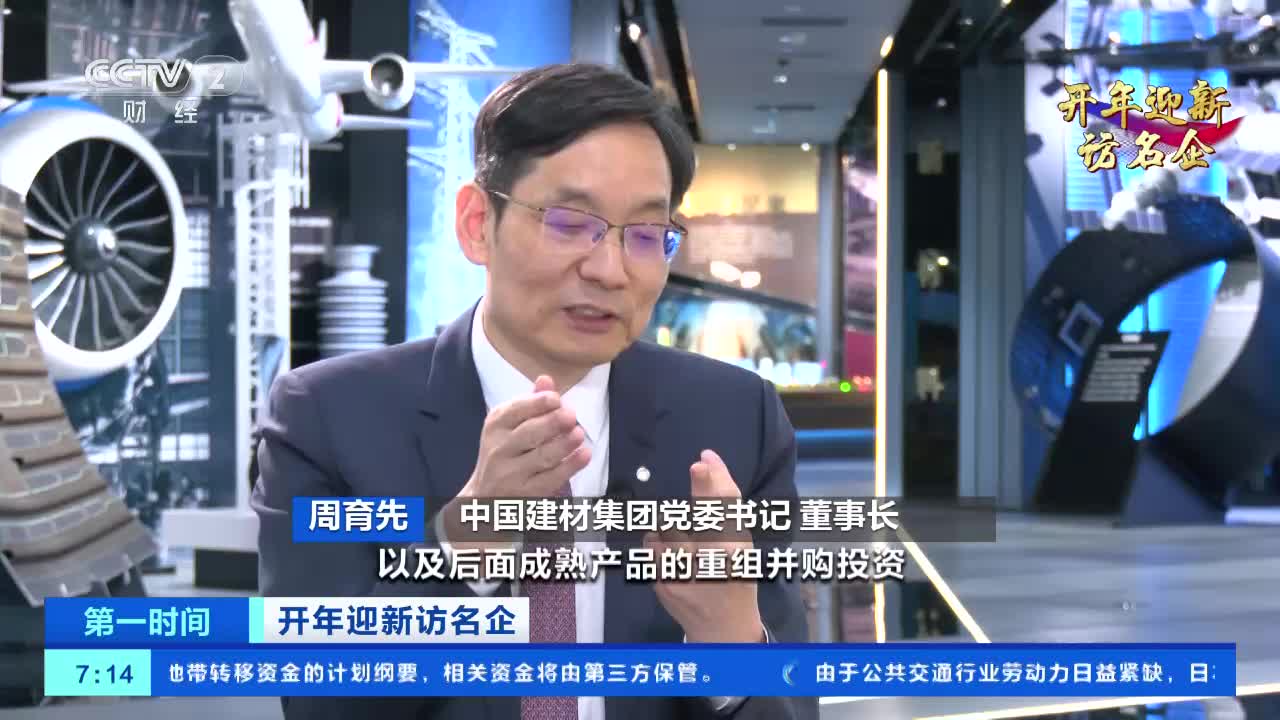 CCTV 2
财经
开年迎新
访名企
周育先 中国建材集团党委书记 董事长
以及后面成熟产品的重组并购投资
第一时间 开年迎新访名企
7:14 也带转移资金的计划纲要，相关资金将由第三方保管。 由于公共交通行业劳动力日益紧缺，日